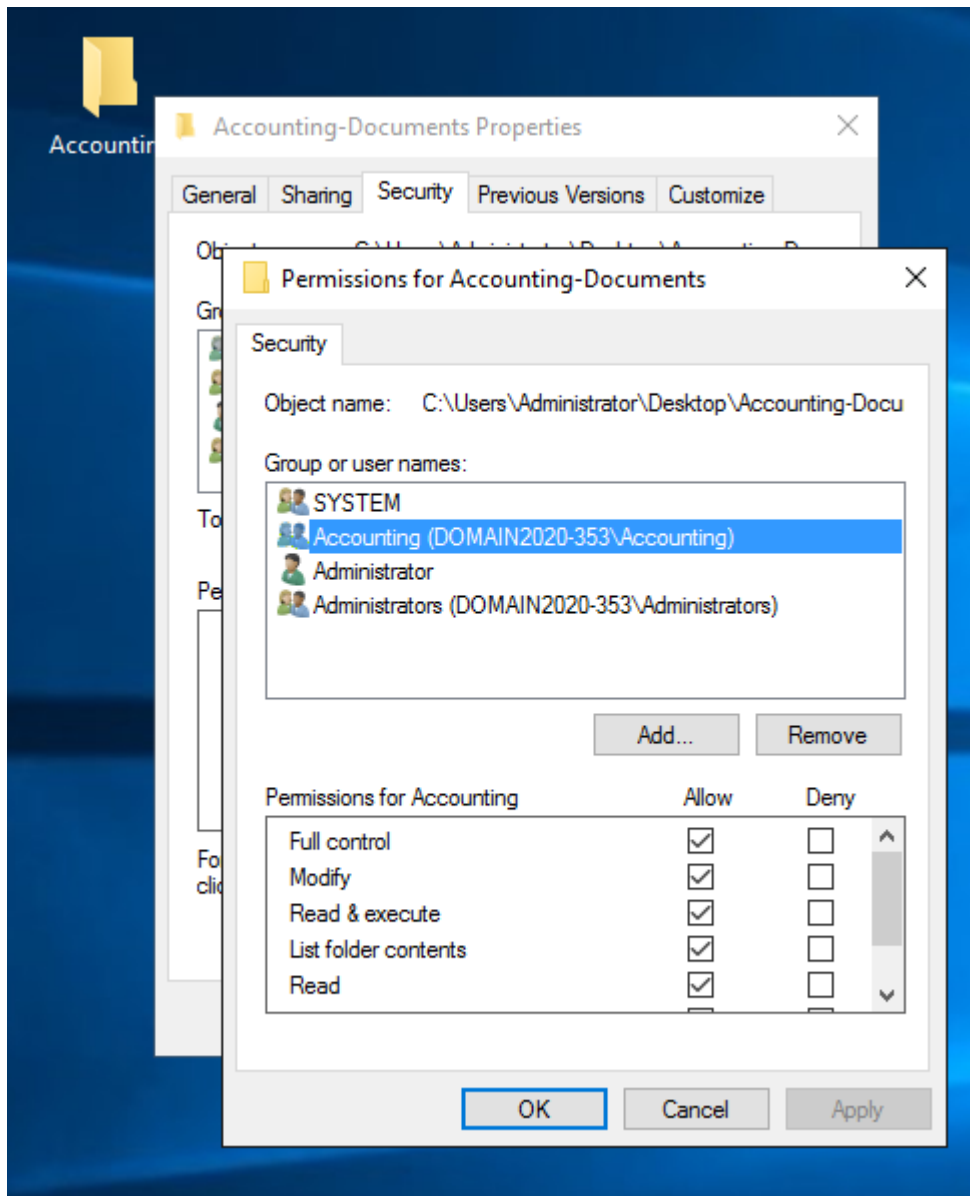 Accounting-Documents Properties
General Sharing Security Previous Versions Customize
Permissions for Accounting-Documents
Security
Object name: C:\Users\Administrator\Desktop\Accounting-Docu
Group or user names:
SYSTEM
Accounting (DOMAIN2020-353\Accounting)
Administrator
Administrators (DOMAIN2020-353\Administrators)
Add... Remove
Permissions for Accounting Allow Deny
Full control
Modify
Read & execute
List folder contents
Read
OK Cancel Apply